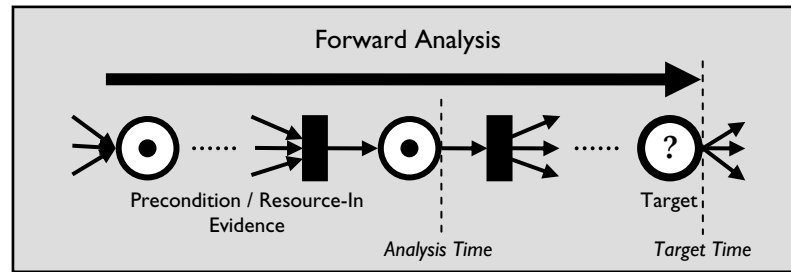 Forward Analysis
?
Precondition / Resource-In
Evidence
Target
Analysis Time
Target Time